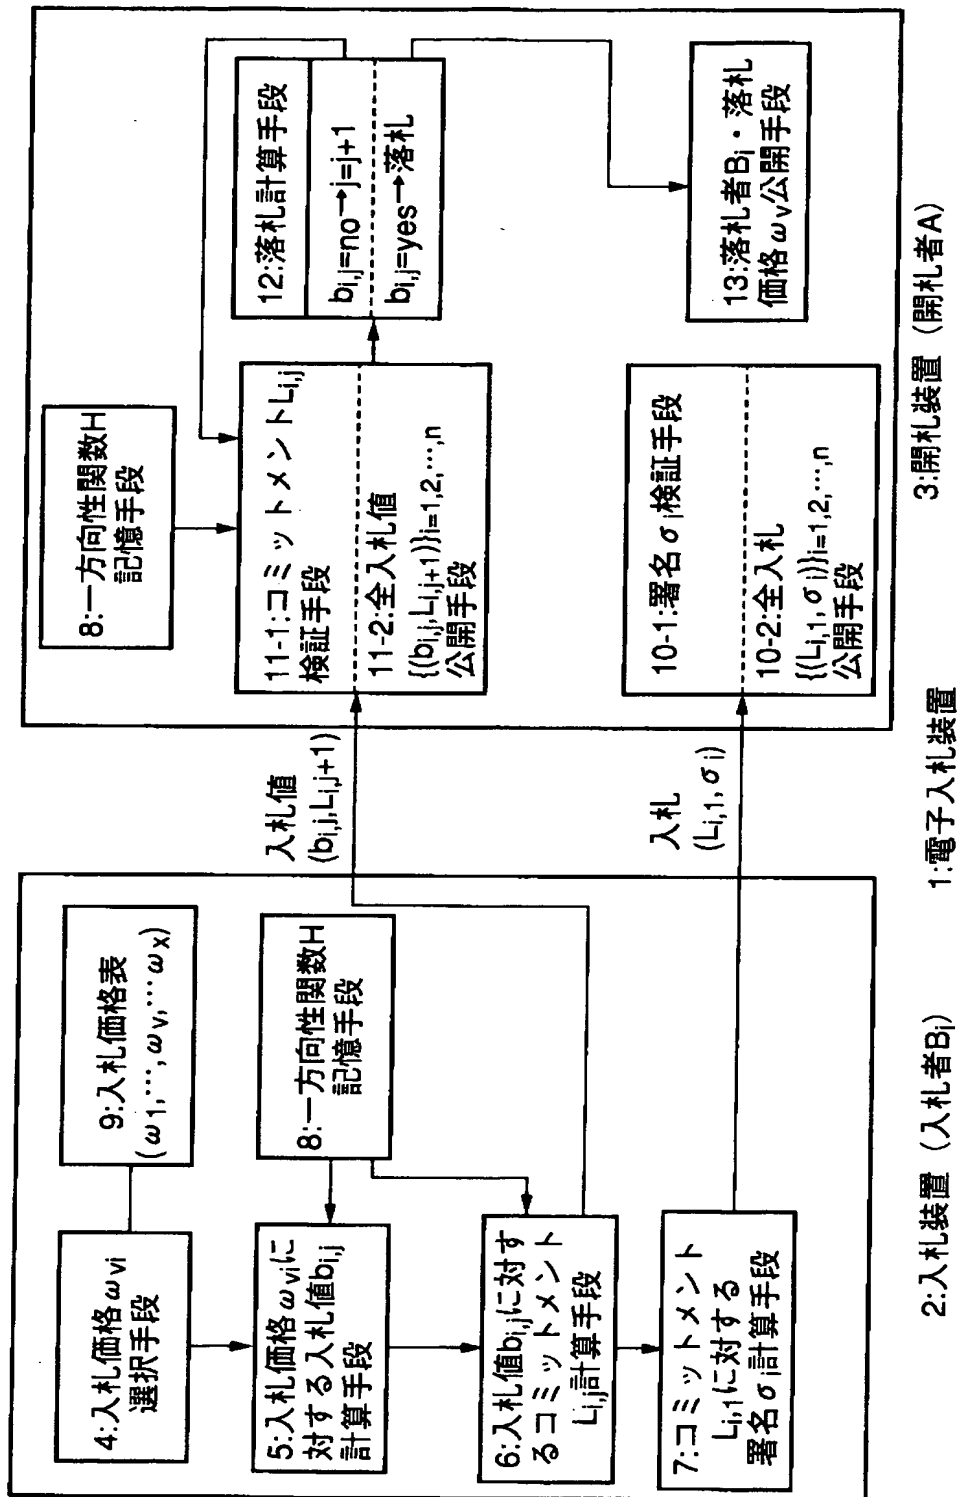 4:入札価格ωvi
選択手段
9:入札価格表
(ω1,…,ωv,…ωx)
5:入札価格ωviに
対する入札値bi,j
計算手段
8:一方向性関数H
記憶手段
6:入札値bi,jに対す
るコミットメント
Li,j計算手段
7:コミットメント
Li,1に対する
署名σi計算手段
2:入札装置(入札者Bi)
入札値
(bi,j,Li,j+1)
入札
(Li,1,σi)
1:電子入札装置
8:一方向性関数H
記憶手段
11-1:コミットメントLi,j
検証手段
11-2:全入札値
{(bi,j,Li,j+1)}i=1,2,…,n
公開手段
12:落札計算手段
bi,j=no→j=j+1
bi,j=yes→落札
10-1:署名σi検証手段
10-2:全入札
{(Li,1,σi)}i=1,2,…,n
公開手段
13:落札者Bi・落札
価格ωv公開手段
3:開札装置(開札者A)